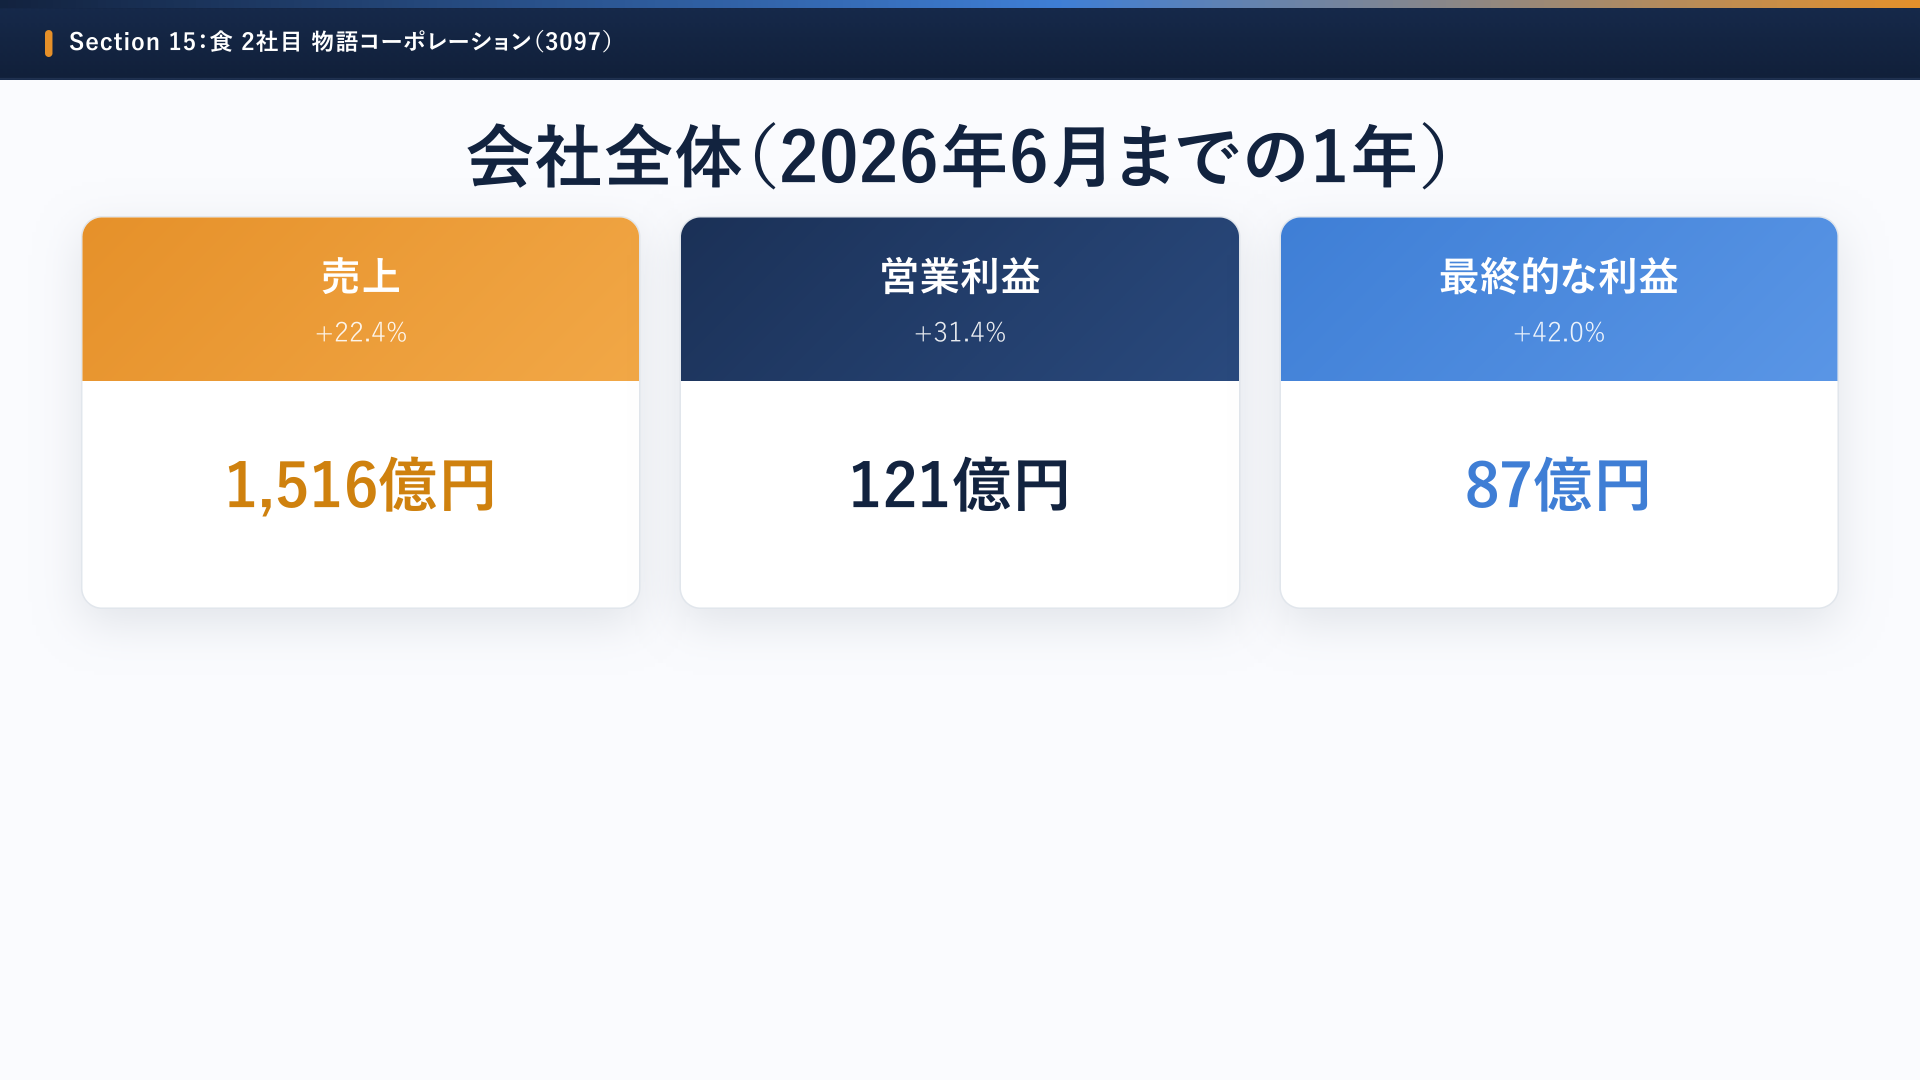 Section 15：食 2社目 物語コーポレーション（3097）
会社全体（2026年6月までの1年）
売上
+22.4%
1,516億円
営業利益
+31.4%
121億円
最終的な利益
+42.0%
87億円